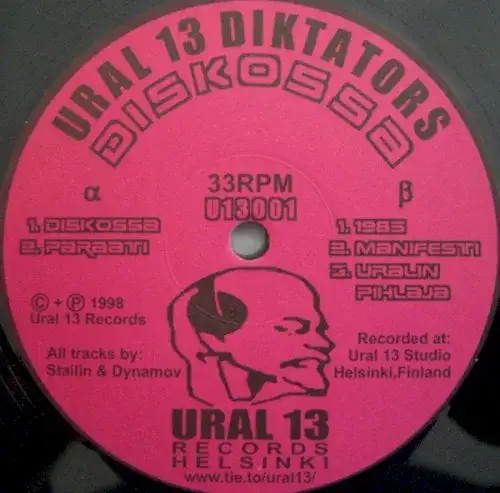 URAL 13 DIKTATORS
DISKOSSA
α
33RPM
U13001
β
1. DISKOSSA
2. PARAATI
1. 1985
2. MANIFESTI
3. URALIN
PIHLAJA
© + ℗ 1998
Ural 13 Records
All tracks by:
Stailin & Dynamov
Recorded at:
Ural 13 Studio
Helsinki,Finland
URAL 13
RECORDS
HELSINKI
www.tie.to/ural13/